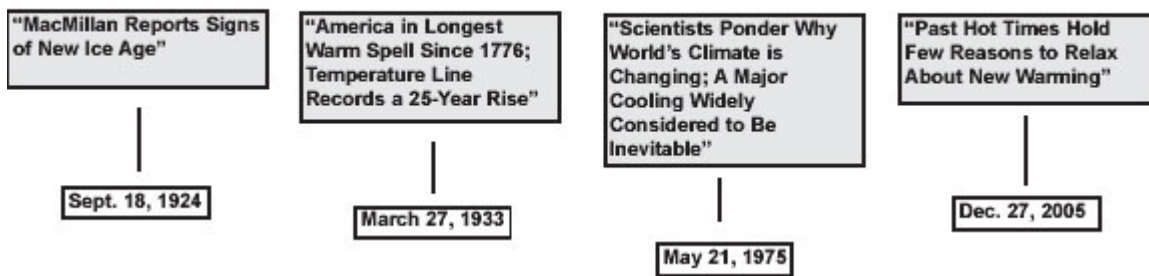 “MacMillan Reports Signs
of New Ice Age”
Sept. 18, 1924
“America in Longest
Warm Spell Since 1776;
Temperature Line
Records a 25-Year Rise”
March 27, 1933
“Scientists Ponder Why
World’s Climate is
Changing; A Major
Cooling Widely
Considered to Be
Inevitable”
May 21, 1975
“Past Hot Times Hold
Few Reasons to Relax
About New Warming”
Dec. 27, 2005